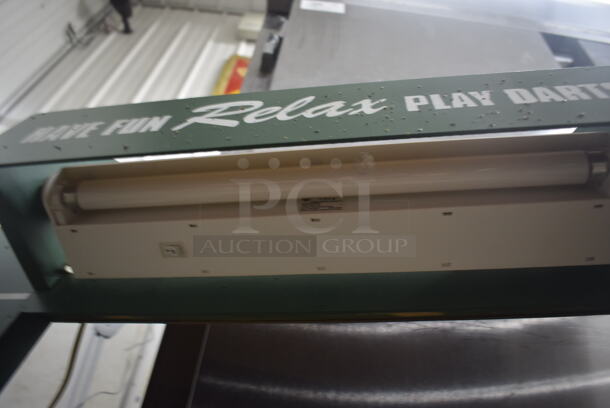 HAVE FUN Relax PLAY DARTS
PCI
AUCTION GROUP